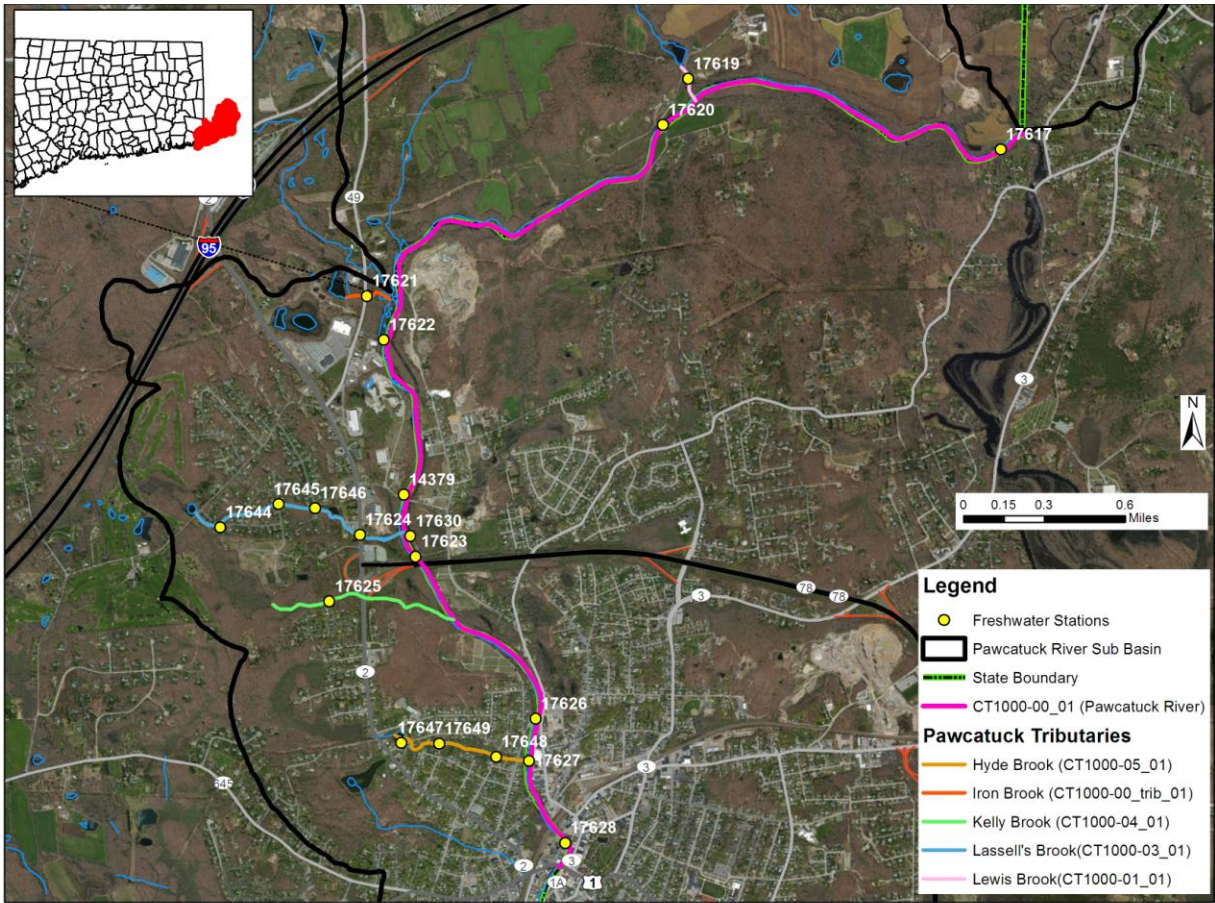 17619
17620
17617
2
49
95
17621
17622
3
N
14379
17645
17646
17644
17624
17630
17623
0 0.15 0.3 0.6
Miles
17625
78 78
3
2
17626
17647 17649
17648
17627
3
17628
2
3
1A
1
Legend
Freshwater Stations
Pawcatuck River Sub Basin
State Boundary
CT1000-00_01 (Pawcatuck River)
Pawcatuck Tributaries
Hyde Brook (CT1000-05_01)
Iron Brook (CT1000-00_trib_01)
Kelly Brook (CT1000-04_01)
Lassell's Brook(CT1000-03_01)
Lewis Brook(CT1000-01_01)